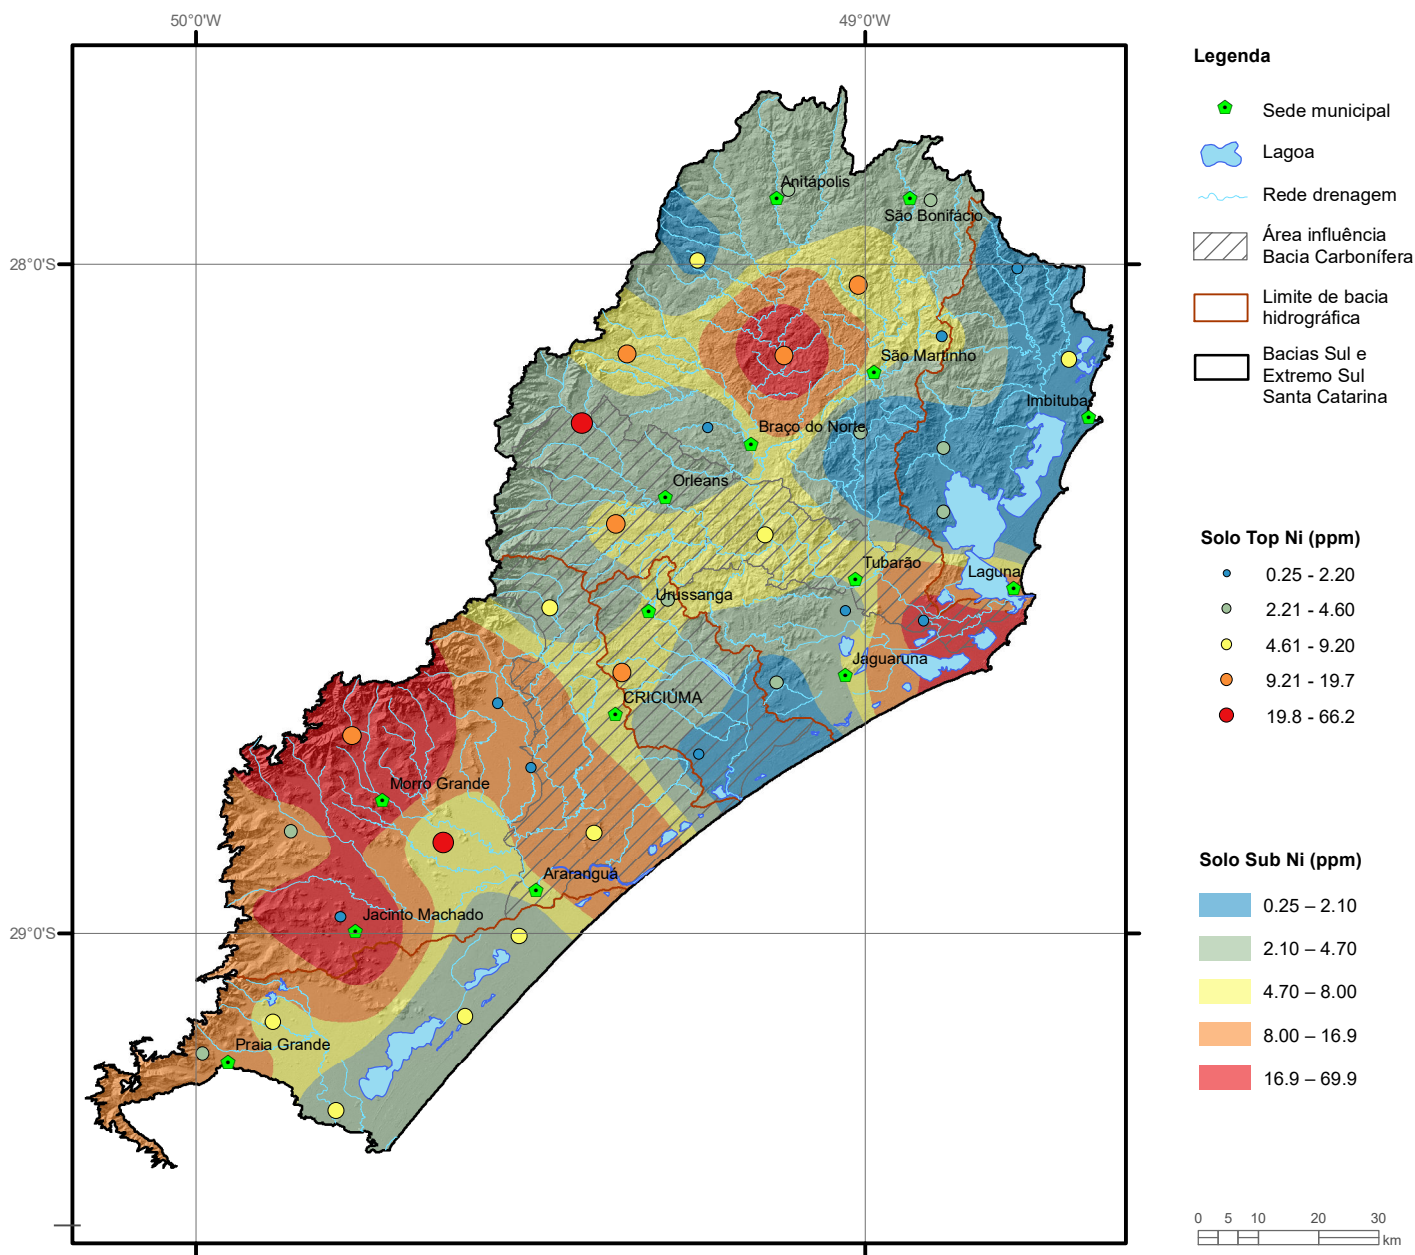 50°0'W
49°0'W
28°0'S
29°0'S
Anitápolis
São Bonifácio
São Martinho
Imbituba
Braço do Norte
Orleans
Tubarão
Laguna
Urussanga
Jaguaruna
CRICIÚMA
Morro Grande
Araranguá
Jacinto Machado
Praia Grande
Legenda
Sede municipal
Lagoa
Rede drenagem
Área influência
Bacia Carbonífera
Limite de bacia
hidrográfica
Bacias Sul e
Extremo Sul
Santa Catarina
Solo Top Ni (ppm)
0.25 - 2.20
2.21 - 4.60
4.61 - 9.20
9.21 - 19.7
19.8 - 66.2
Solo Sub Ni (ppm)
0.25 – 2.10
2.10 – 4.70
4.70 – 8.00
8.00 – 16.9
16.9 – 69.9
0 5 10 20 30
km